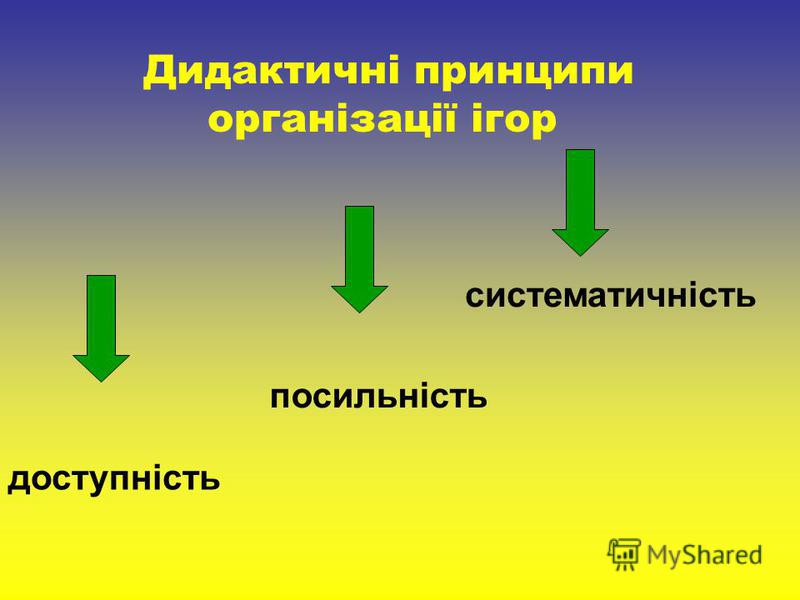 Дидактичні принципи
організації ігор
систематичність
посильність
доступність
MyShared